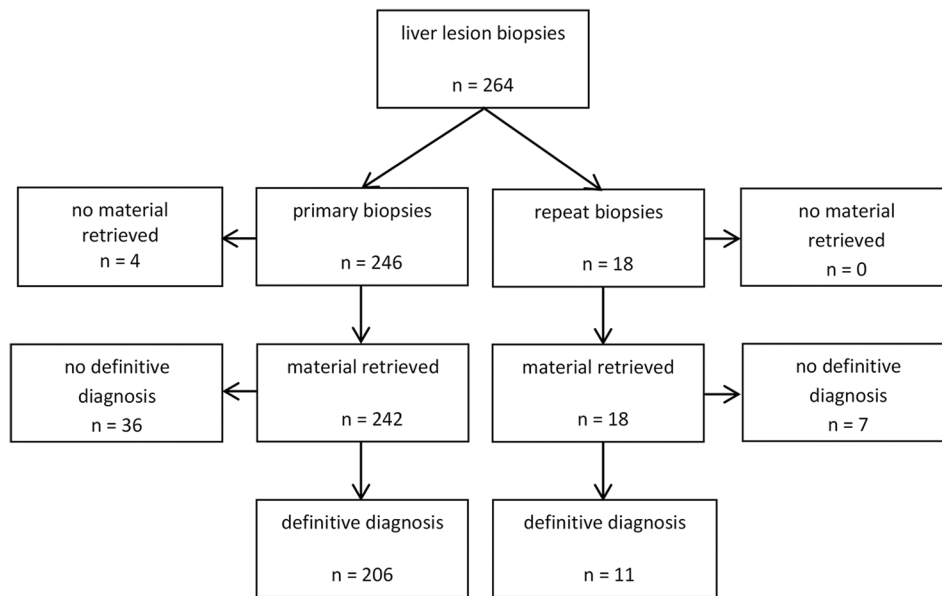 liver lesion biopsies
n = 264
no material
retrieved
n = 4
primary biopsies
n = 246
repeat biopsies
n = 18
no material
retrieved
n = 0
no definitive
diagnosis
n = 36
material retrieved
n = 242
material retrieved
n = 18
no definitive
diagnosis
n = 7
definitive diagnosis
n = 206
definitive diagnosis
n = 11